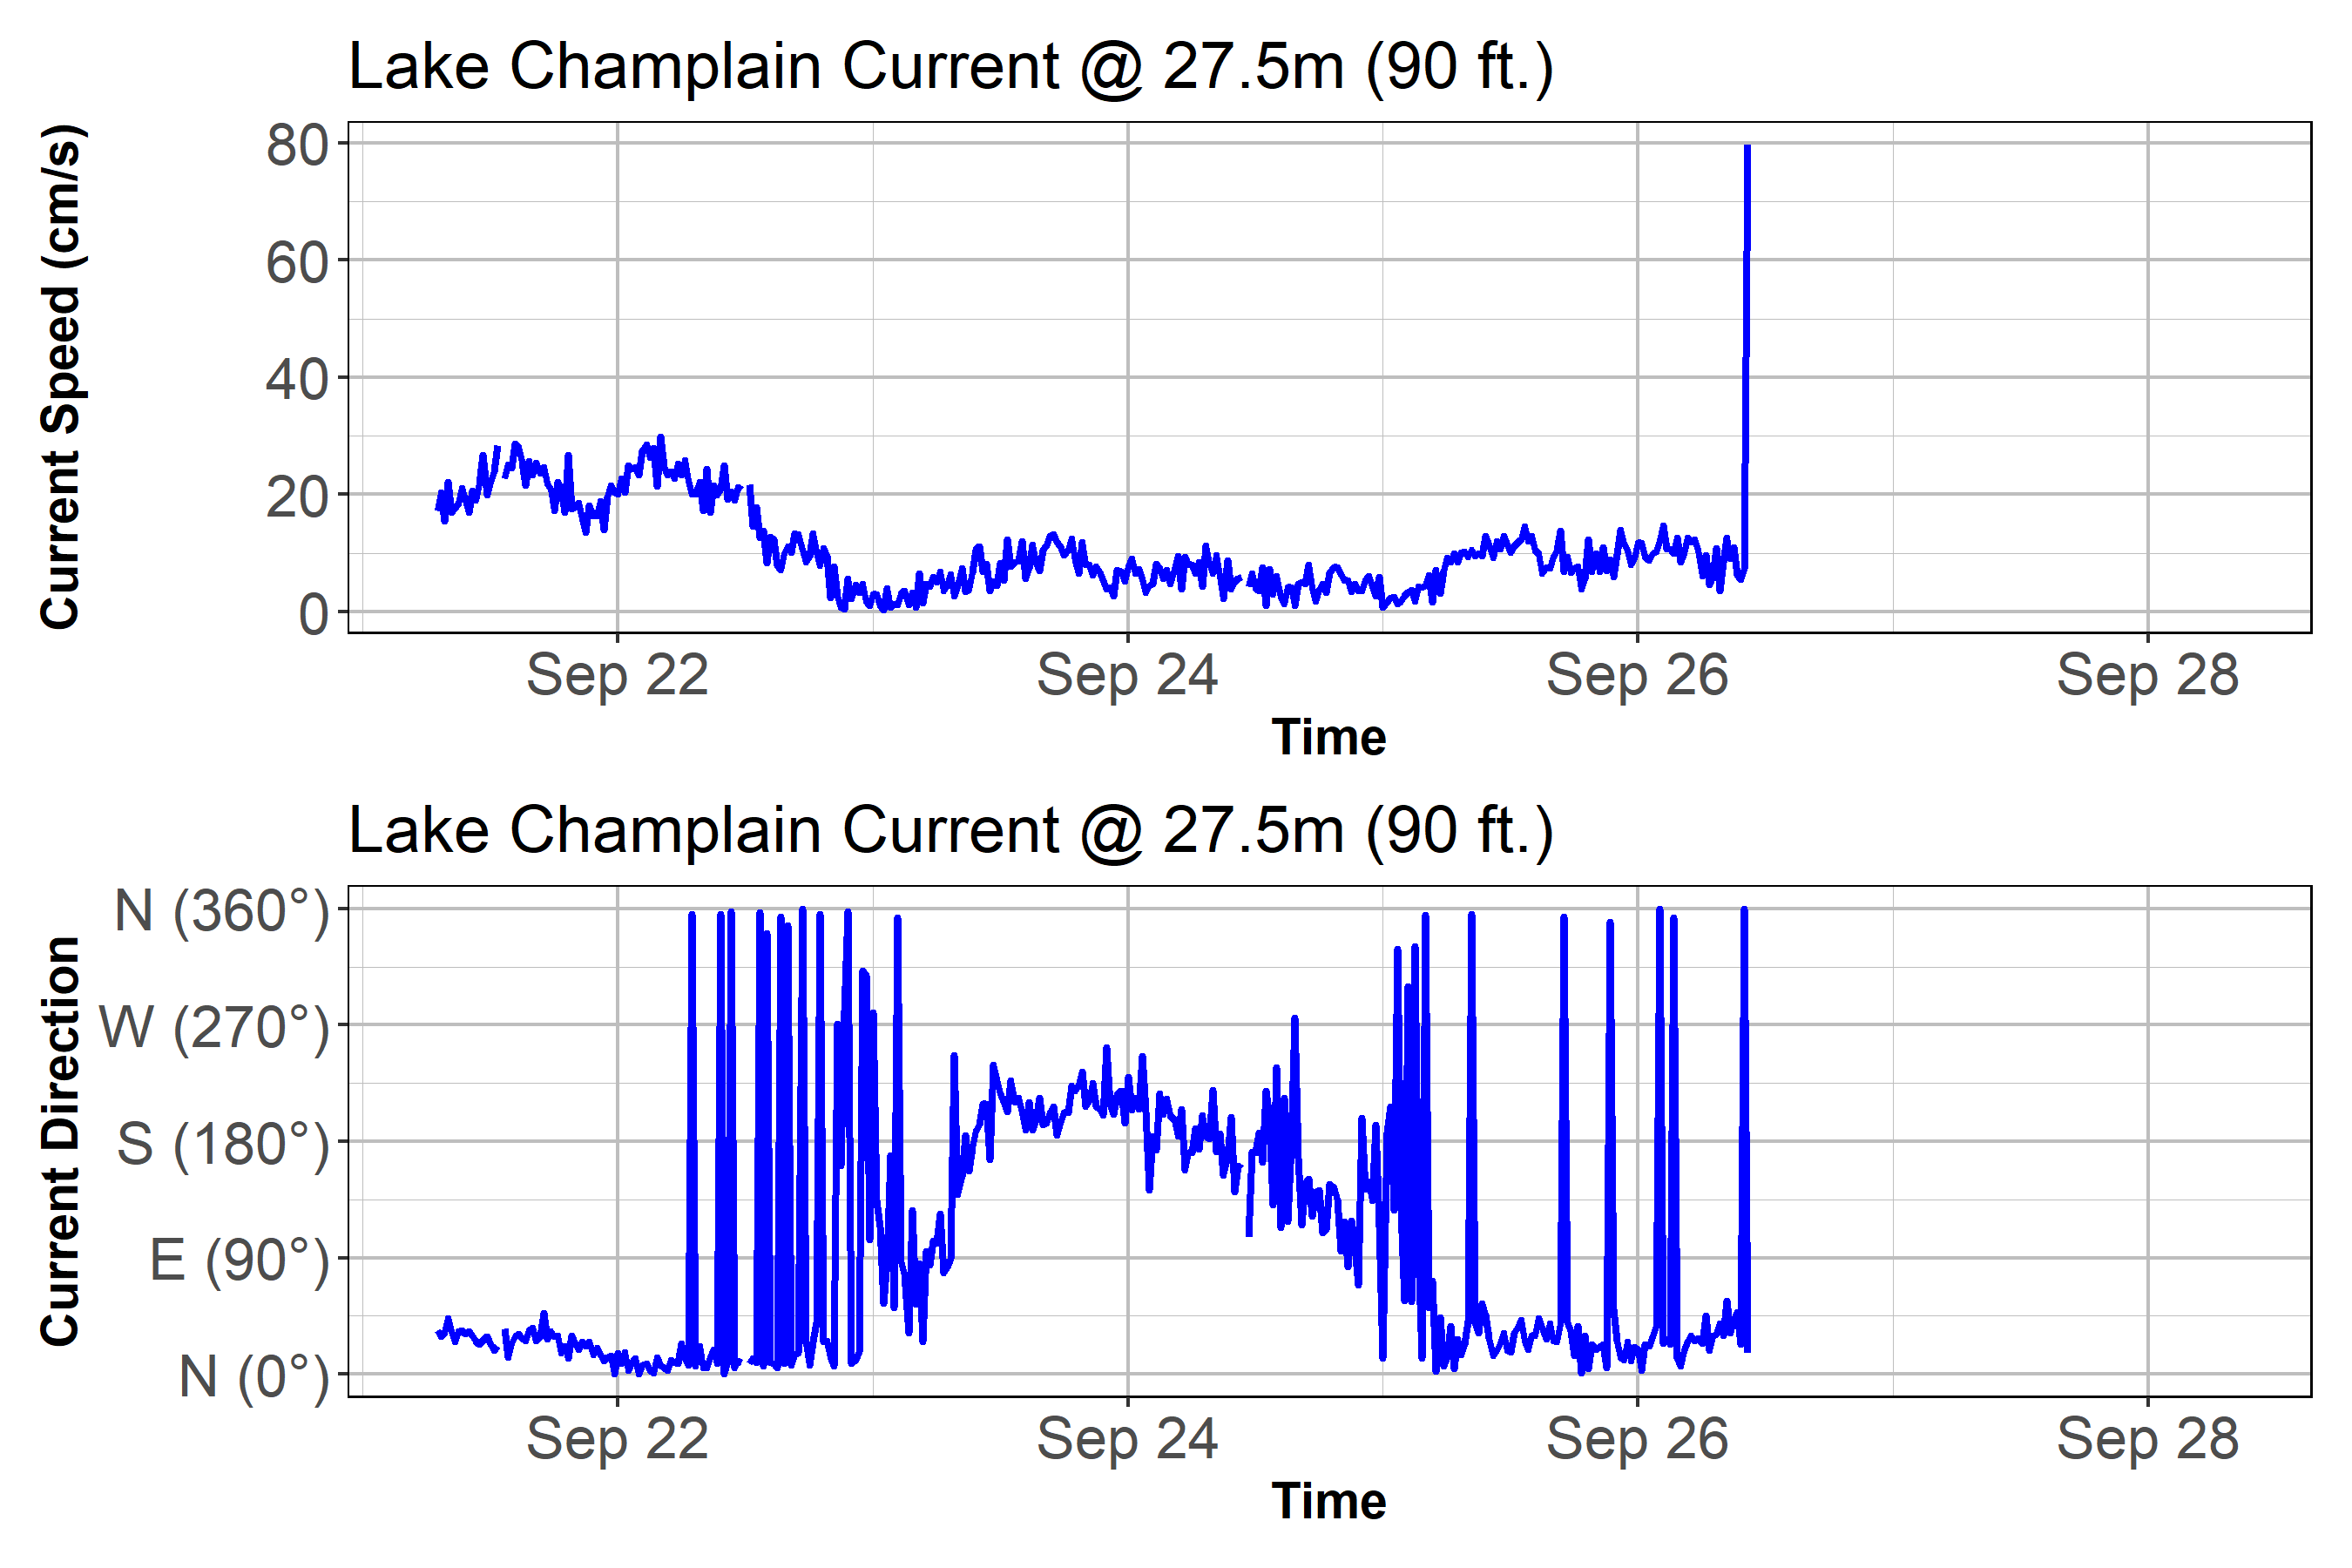 Lake Champlain Current @ 27.5m (90 ft.)
Current Speed (cm/s)
80
60
40
20
0
Sep 22
Sep 24
Sep 26
Sep 28
Time
Lake Champlain Current @ 27.5m (90 ft.)
Current Direction
N (360°)
W (270°)
S (180°)
E (90°)
N (0°)
Sep 22
Sep 24
Sep 26
Sep 28
Time